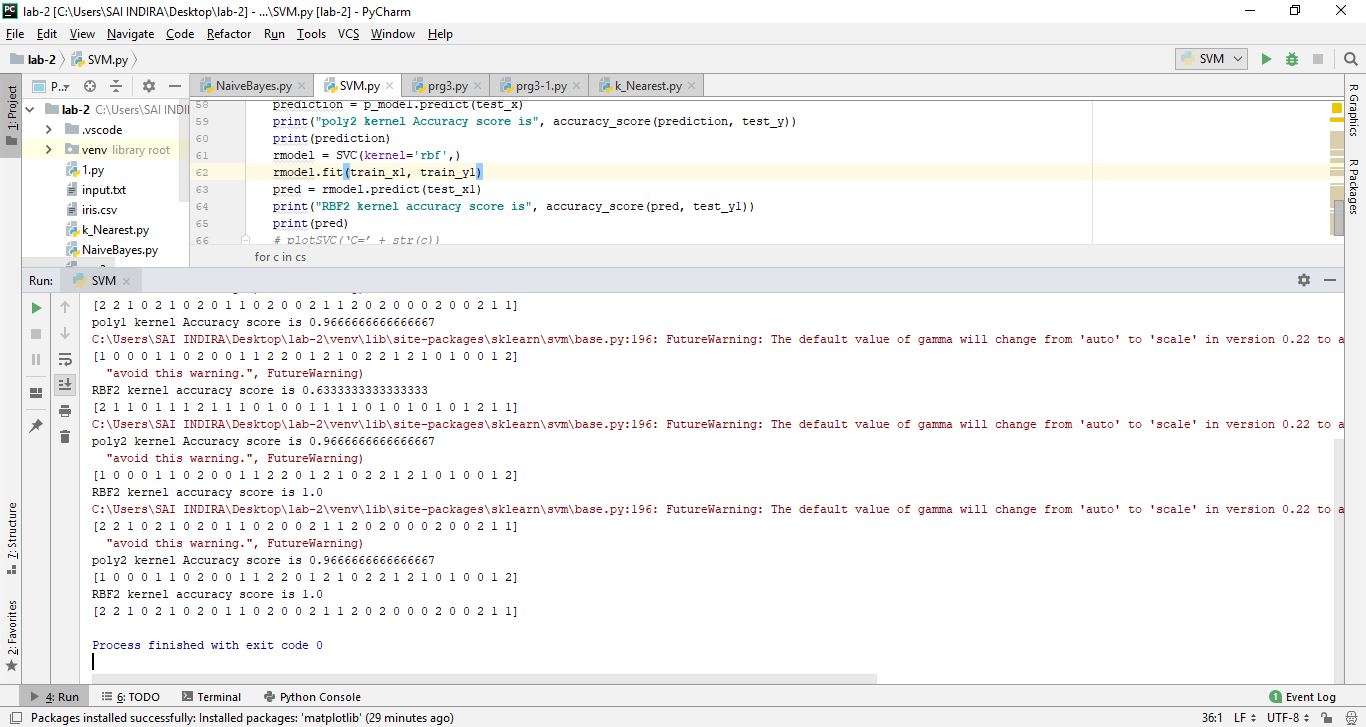 lab-2 [C:\Users\SAI INDIRA\Desktop\lab-2] - ...\SVM.py [lab-2] - PyCharm
File Edit View Navigate Code Refactor Run Tools VCS Window Help
lab-2 SVM.py SVM
P.. NaiveBayes.py SVM.py prg3.py prg3-1.py k_Nearest.py
1: Project
lab-2 C:\Users\SAI INDI
.vscode
venv library root
1.py
input.txt
iris.csv
k_Nearest.py
NaiveBayes.py
58 prediction = p_model.predict(test_x)
59 print("poly2 kernel Accuracy score is", accuracy_score(prediction, test_y))
60 print(prediction)
61 rmodel = SVC(kernel='rbf',)
62 rmodel.fit(train_x1, train_y1)
63 pred = rmodel.predict(test_x1)
64 print("RBF2 kernel accuracy score is", accuracy_score(pred, test_y1))
65 print(pred)
66 # plotSVC('C=' + str(c))
for c in cs
R Graphics
R Packages
Run: SVM
[2 2 1 0 2 1 0 2 0 1 1 0 2 0 0 2 1 1 2 0 2 0 0 0 2 0 0 2 1 1]
poly1 kernel Accuracy score is 0.9666666666666667
C:\Users\SAI INDIRA\Desktop\lab-2\venv\lib\site-packages\sklearn\svm\base.py:196: FutureWarning: The default value of gamma will change from 'auto' to 'scale' in version 0.22 to a
[1 0 0 0 1 1 0 2 0 0 1 1 2 2 0 1 2 1 0 2 2 1 2 1 0 1 0 0 1 2]
"avoid this warning.", FutureWarning)
RBF2 kernel accuracy score is 0.6333333333333333
[2 1 1 0 1 1 1 2 1 1 1 0 1 0 0 1 1 1 1 0 1 0 1 0 1 0 1 2 1 1]
C:\Users\SAI INDIRA\Desktop\lab-2\venv\lib\site-packages\sklearn\svm\base.py:196: FutureWarning: The default value of gamma will change from 'auto' to 'scale' in version 0.22 to a
poly2 kernel Accuracy score is 0.9666666666666667
"avoid this warning.", FutureWarning)
[1 0 0 0 1 1 0 2 0 0 1 1 2 2 0 1 2 1 0 2 2 1 2 1 0 1 0 0 1 2]
RBF2 kernel accuracy score is 1.0
C:\Users\SAI INDIRA\Desktop\lab-2\venv\lib\site-packages\sklearn\svm\base.py:196: FutureWarning: The default value of gamma will change from 'auto' to 'scale' in version 0.22 to a
[2 2 1 0 2 1 0 2 0 1 1 0 2 0 0 2 1 1 2 0 2 0 0 0 2 0 0 2 1 1]
"avoid this warning.", FutureWarning)
poly2 kernel Accuracy score is 0.9666666666666667
[1 0 0 0 1 1 0 2 0 0 1 1 2 2 0 1 2 1 0 2 2 1 2 1 0 1 0 0 1 2]
RBF2 kernel accuracy score is 1.0
[2 2 1 0 2 1 0 2 0 1 1 0 2 0 0 2 1 1 2 0 2 0 0 0 2 0 0 2 1 1]
Process finished with exit code 0
7: Structure
2: Favorites
4: Run 6: TODO Terminal Python Console 1 Event Log
Packages installed successfully: Installed packages: 'matplotlib' (29 minutes ago) 36:1 LF UTF-8